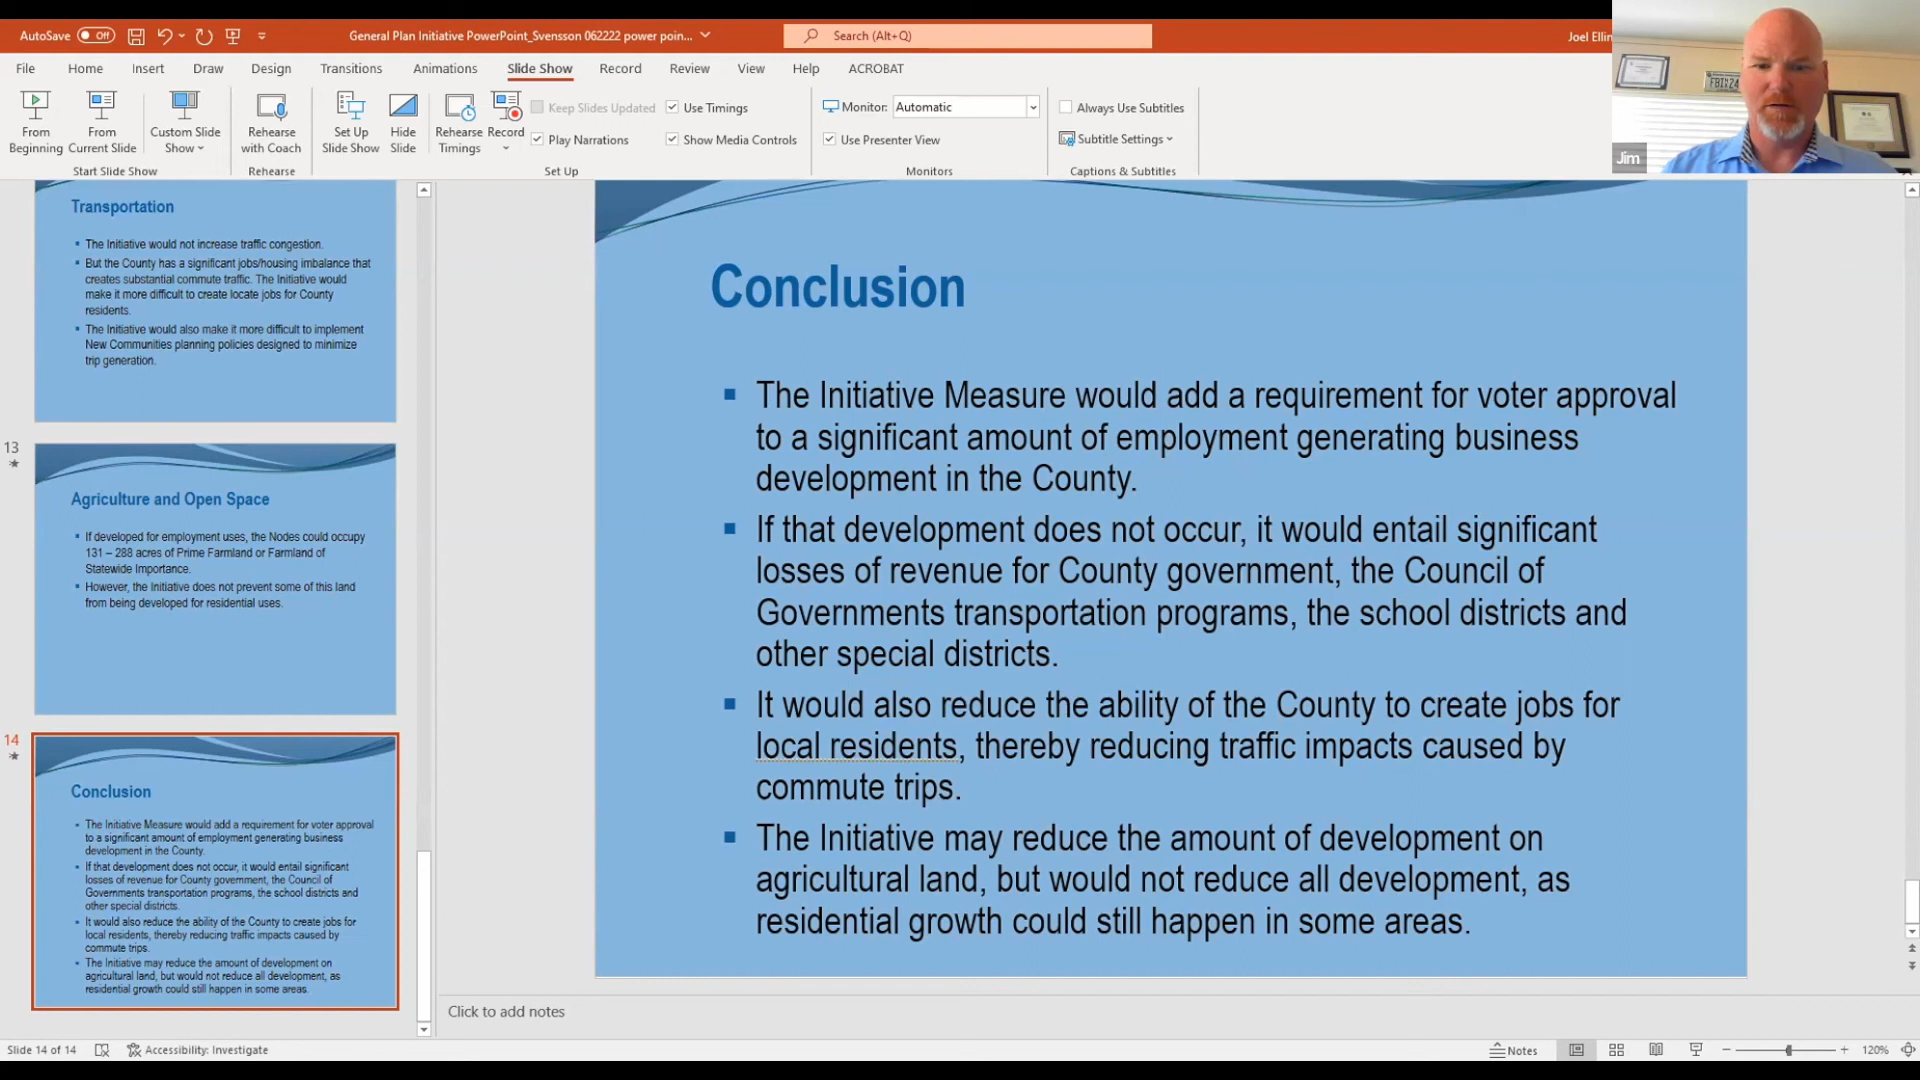 AutoSave Off
General Plan Initiative PowerPoint_Svensson 062222 power poin...
Search (Alt+Q)
Joel Ellin
File Home Insert Draw Design Transitions Animations Slide Show Record Review View Help ACROBAT
From Beginning
From Current Slide
Custom Slide Show
Rehearse with Coach
Set Up Slide Show
Hide Slide
Rehearse Timings
Record
Keep Slides Updated
Use Timings
Play Narrations
Show Media Controls
Monitor: Automatic
Use Presenter View
Always Use Subtitles
Subtitle Settings
Start Slide Show
Rehearse
Set Up
Monitors
Captions & Subtitles
Jim
Transportation
The Initiative would not increase traffic congestion.
But the County has a significant jobs/housing imbalance that
creates substantial commute traffic. The Initiative would
make it more difficult to create locate jobs for County
residents.
The Initiative would also make it more difficult to implement
New Communities planning policies designed to minimize
trip generation.
13
Agriculture and Open Space
If developed for employment uses, the Nodes could occupy
131 – 288 acres of Prime Farmland or Farmland of
Statewide Importance.
However, the Initiative does not prevent some of this land
from being developed for residential uses.
14
Conclusion
The Initiative Measure would add a requirement for voter approval
to a significant amount of employment generating business
development in the County.
If that development does not occur, it would entail significant
losses of revenue for County government, the Council of
Governments transportation programs, the school districts and
other special districts.
It would also reduce the ability of the County to create jobs for
local residents, thereby reducing traffic impacts caused by
commute trips.
The Initiative may reduce the amount of development on
agricultural land, but would not reduce all development, as
residential growth could still happen in some areas.
Conclusion
The Initiative Measure would add a requirement for voter approval
to a significant amount of employment generating business
development in the County.
If that development does not occur, it would entail significant
losses of revenue for County government, the Council of
Governments transportation programs, the school districts and
other special districts.
It would also reduce the ability of the County to create jobs for
local residents, thereby reducing traffic impacts caused by
commute trips.
The Initiative may reduce the amount of development on
agricultural land, but would not reduce all development, as
residential growth could still happen in some areas.
Click to add notes
Slide 14 of 14
Accessibility: Investigate
Notes
120%